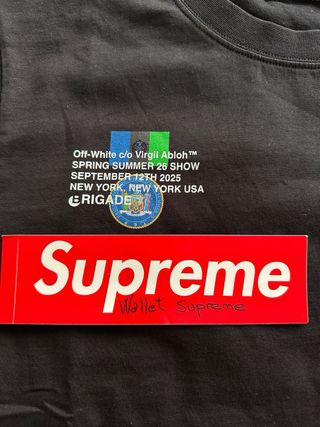 Off-White c/o Virgil Abloh™
SPRING SUMMER 26 SHOW
SEPTEMBER 12TH 2025
NEW YORK, NEW YORK USA
BRIGADE
Supreme
Wallet Supreme